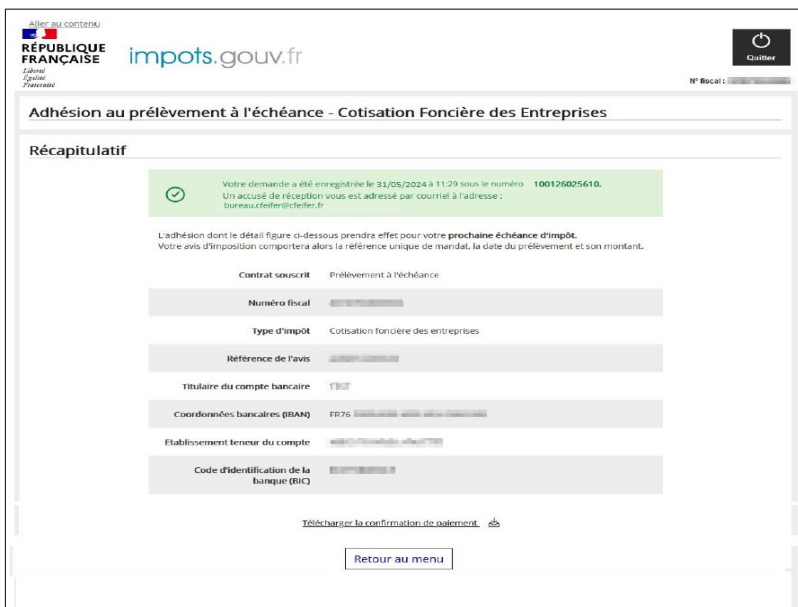 Aller au contenu
RÉPUBLIQUE
FRANÇAISE
Liberté
Égalité
Fraternité
impots.gouv.fr
Quitter
N° fiscal :
Adhésion au prélèvement à l'échéance - Cotisation Foncière des Entreprises
Récapitulatif
Votre demande a été enregistrée le 31/05/2024 à 11:29 sous le numéro 100126025610.
Un accusé de réception vous est adressé par courriel à l'adresse :
bureau.cfeifer@cfeifer.fr
L'adhésion dont le détail figure ci-dessous prendra effet pour votre prochaine échéance d'impôt.
Votre avis d'imposition comportera alors la référence unique de mandat, la date du prélèvement et son montant.
Contrat souscrit Prélèvement à l'échéance
Numéro fiscal
Type d'impôt Cotisation foncière des entreprises
Référence de l'avis
Titulaire du compte bancaire
Coordonnées bancaires (IBAN) FR76
Etablissement teneur du compte
Code d'identification de la
banque (BIC)
Télécharger la confirmation de paiement
Retour au menu